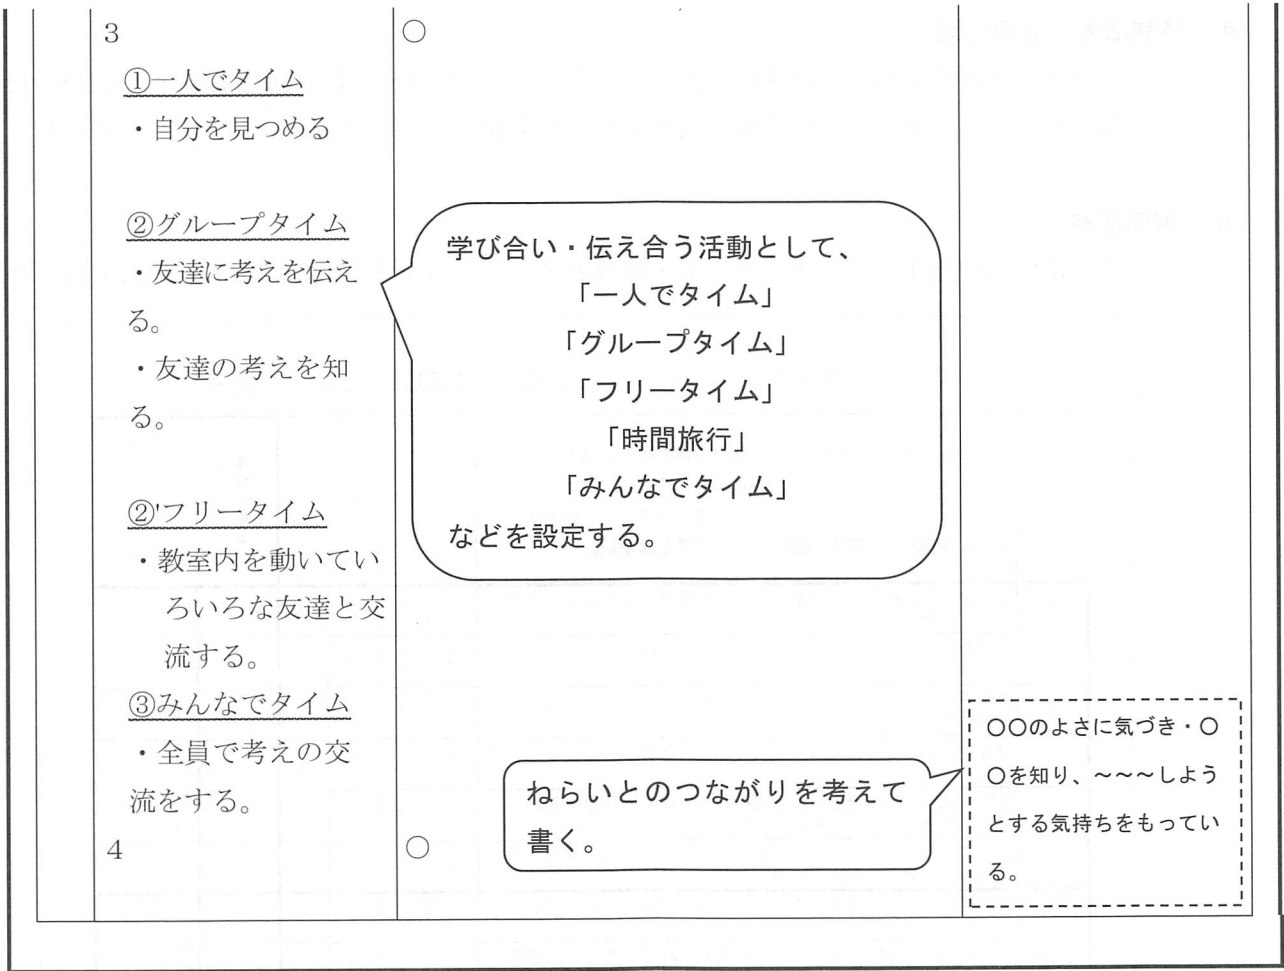 3
①一人でタイム
・自分を見つめる
②グループタイム
・友達に考えを伝え
る。
・友達の考えを知
る。
②'フリータイム
・教室内を動いてい
ろいろな友達と交
流する。
③みんなでタイム
・全員で考えの交
流をする。
4
○
学び合い・伝え合う活動として、
「一人でタイム」
「グループタイム」
「フリータイム」
「時間旅行」
「みんなでタイム」
などを設定する。
ねらいとのつながりを考えて
書く。
○
○○のよさに気づき・○
○を知り、～～～しよう
とする気持ちをもってい
る。